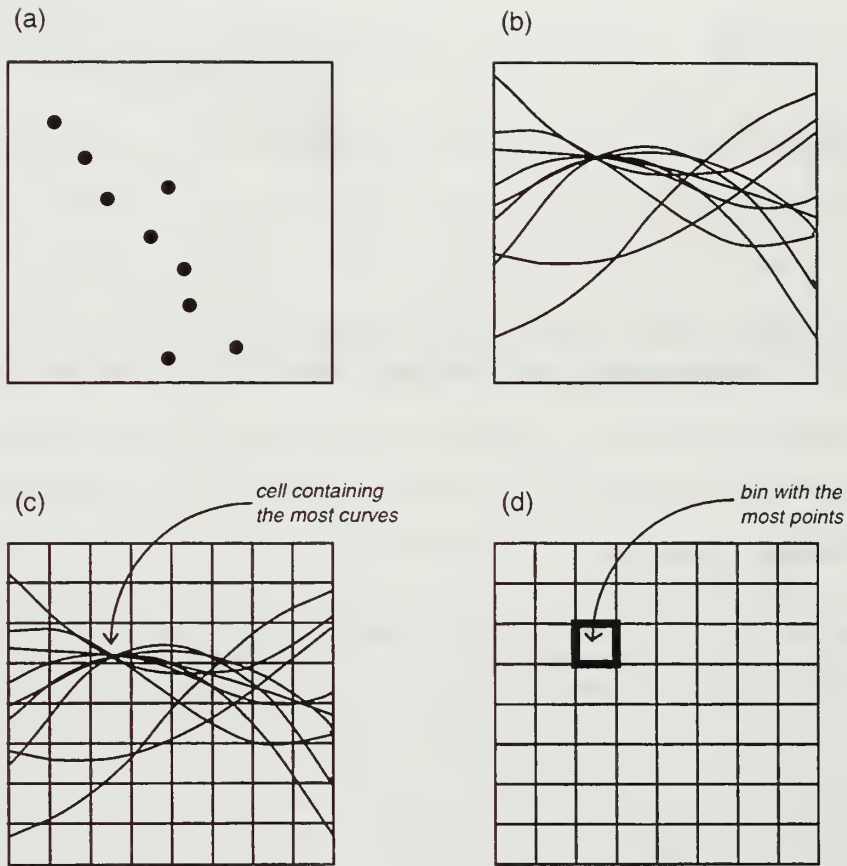 (a)
(b)
(c)
cell containing
the most curves
(d)
bin with the
most points